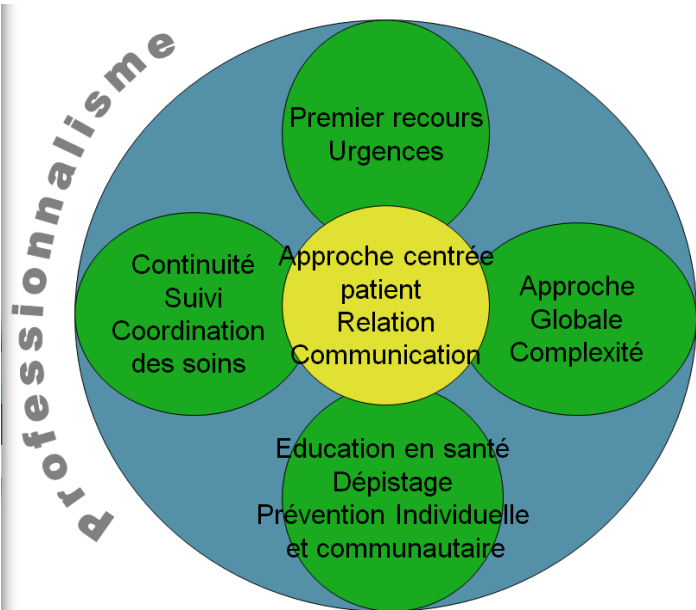 Professionnalisme
Premier recours
Urgences
Continuité
Suivi
Coordination
des soins
Approche centrée
patient
Relation
Communication
Approche
Globale
Complexité
Education en santé
Dépistage
Prévention Individuelle
et communautaire